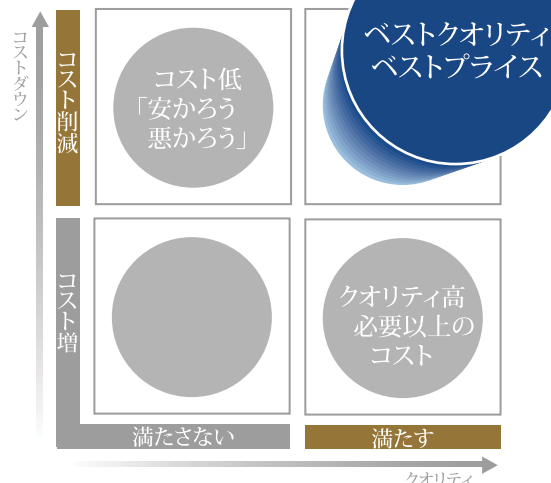 コストダウン
コスト削減
コスト低
「安かろう
悪かろう」
ベストクオリティ
ベストプライス
コスト増
クオリティ高
必要以上の
コスト
満たさない
満たす
クオリティ